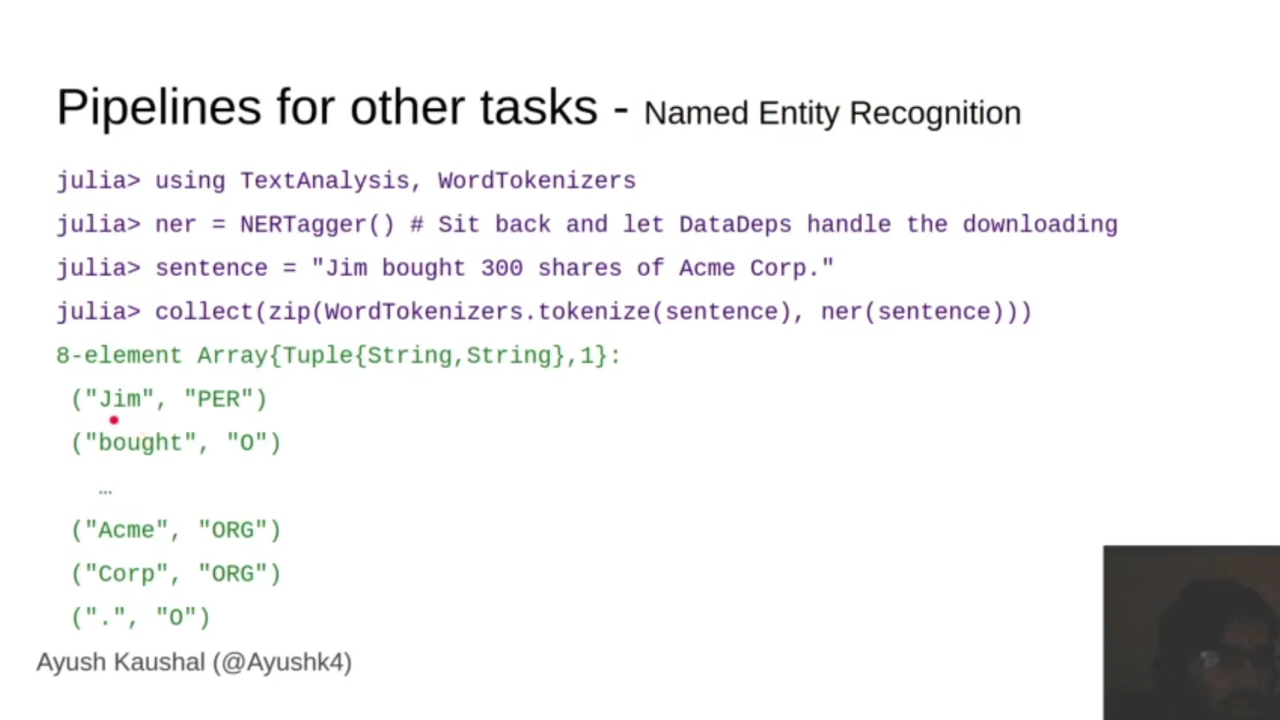 Pipelines for other tasks - Named Entity Recognition
julia> using TextAnalysis, WordTokenizers
julia> ner = NERTagger() # Sit back and let DataDeps handle the downloading
julia> sentence = "Jim bought 300 shares of Acme Corp."
julia> collect(zip(WordTokenizers.tokenize(sentence), ner(sentence)))
8-element Array{Tuple{String,String},1}:
("Jim", "PER")
("bought", "O")
…
("Acme", "ORG")
("Corp", "ORG")
(".", "O")
Ayush Kaushal (@Ayushk4)